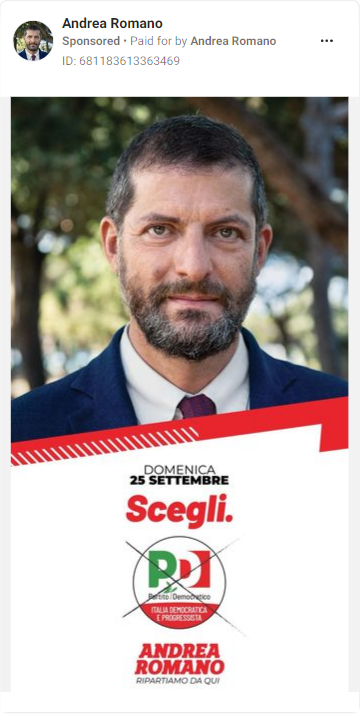 Andrea Romano
Sponsored • Paid for by Andrea Romano
ID: 681183613363469
DOMENICA
25 SETTEMBRE
Scegli.
PD
Partito Democratico
ITALIA DEMOCRATICA
E PROGRESSISTA
ANDREA
ROMANO
RIPARTIAMO DA QUI